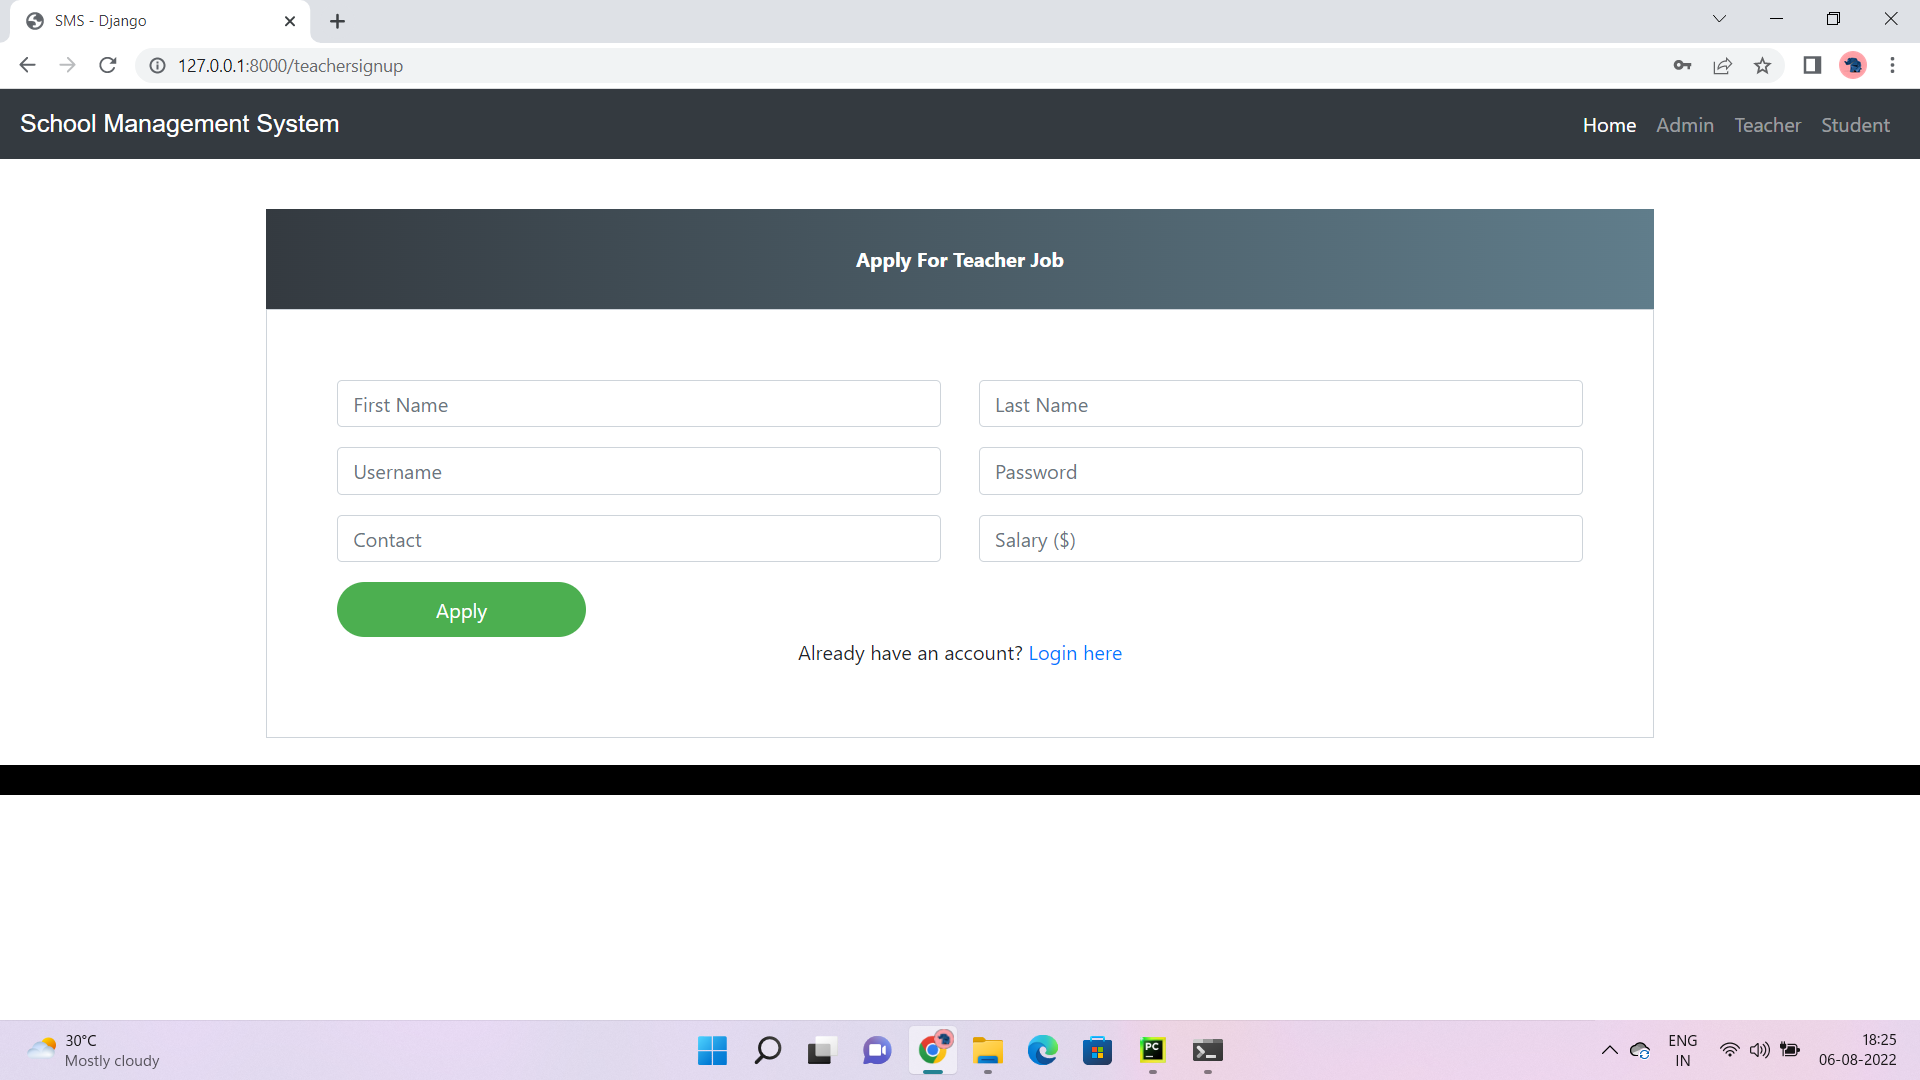 SMS - Django
127.0.0.1:8000/teachersignup
School Management System
Home Admin Teacher Student
Apply For Teacher Job
First Name
Last Name
Username
Password
Contact
Salary ($)
Apply
Already have an account? Login here
30°C
Mostly cloudy
PC
ENG
IN
18:25
06-08-2022